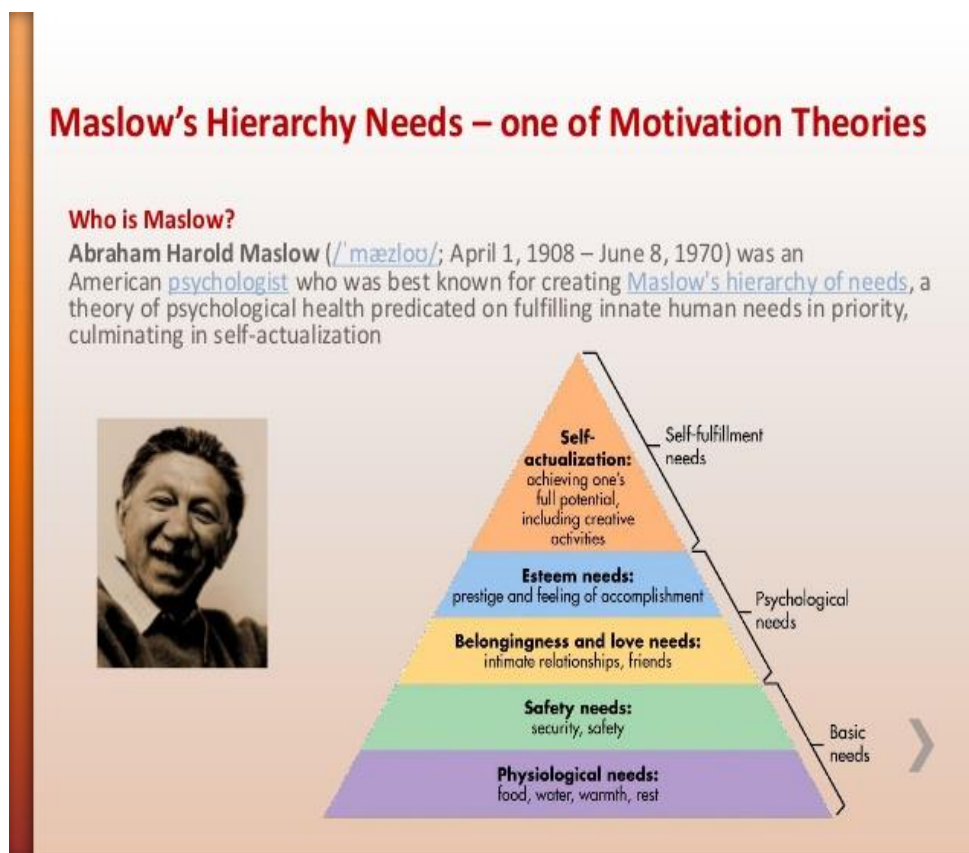 Maslow’s Hierarchy Needs – one of Motivation Theories
Who is Maslow?
Abraham Harold Maslow (/ˈmæzloʊ/; April 1, 1908 – June 8, 1970) was an
American psychologist who was best known for creating Maslow's hierarchy of needs, a
theory of psychological health predicated on fulfilling innate human needs in priority,
culminating in self-actualization
Self-
actualization:
achieving one's
full potential,
including creative
activities
Self-fulfillment
needs
Esteem needs:
prestige and feeling of accomplishment
Psychological
needs
Belongingness and love needs:
intimate relationships, friends
Safety needs:
security, safety
Basic
needs
Physiological needs:
food, water, warmth, rest